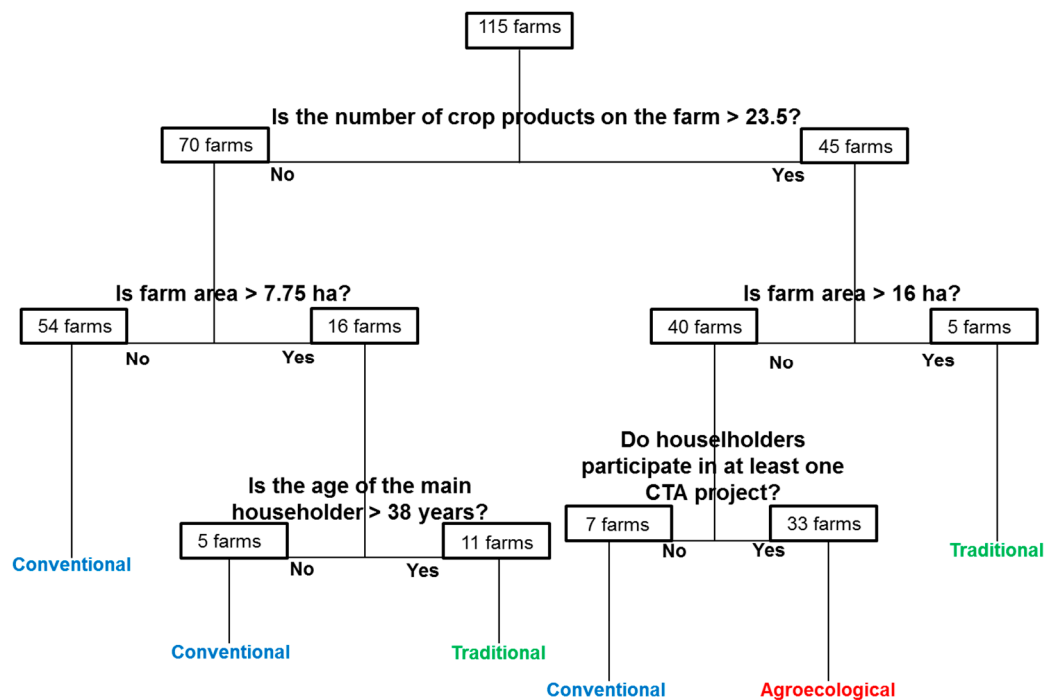 115 farms
Is the number of crop products on the farm > 23.5?
70 farms
45 farms
No
Yes
Is farm area > 7.75 ha?
Is farm area > 16 ha?
54 farms
16 farms
40 farms
5 farms
No
Yes
No
Yes
Do houselholders
participate in at least one
CTA project?
Is the age of the main
householder > 38 years?
7 farms
33 farms
5 farms
11 farms
No
Yes
No
Yes
Conventional
Traditional
Conventional
Traditional
Conventional
Agroecological